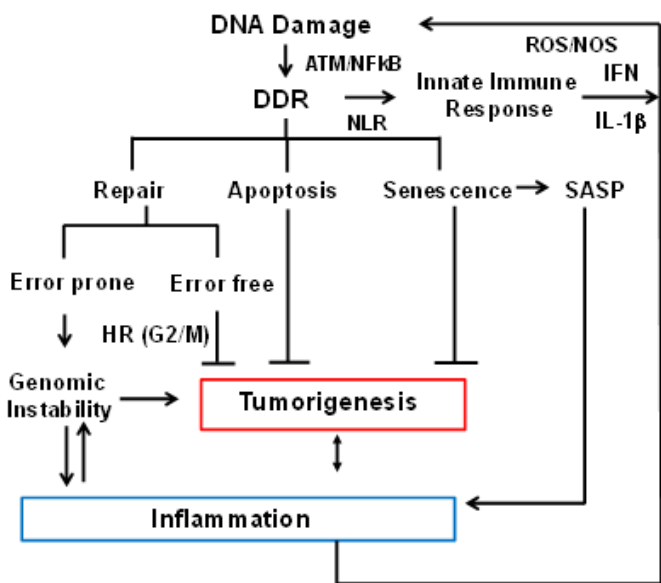 DNA Damage
ROS/NOS
ATM/NFkB
IFN
Innate Immune
Response
DDR
NLR
IL-1β
Repair
Apoptosis
Senescence
SASP
Error prone
Error free
HR (G2/M)
Genomic
Instability
Tumorigenesis
Inflammation